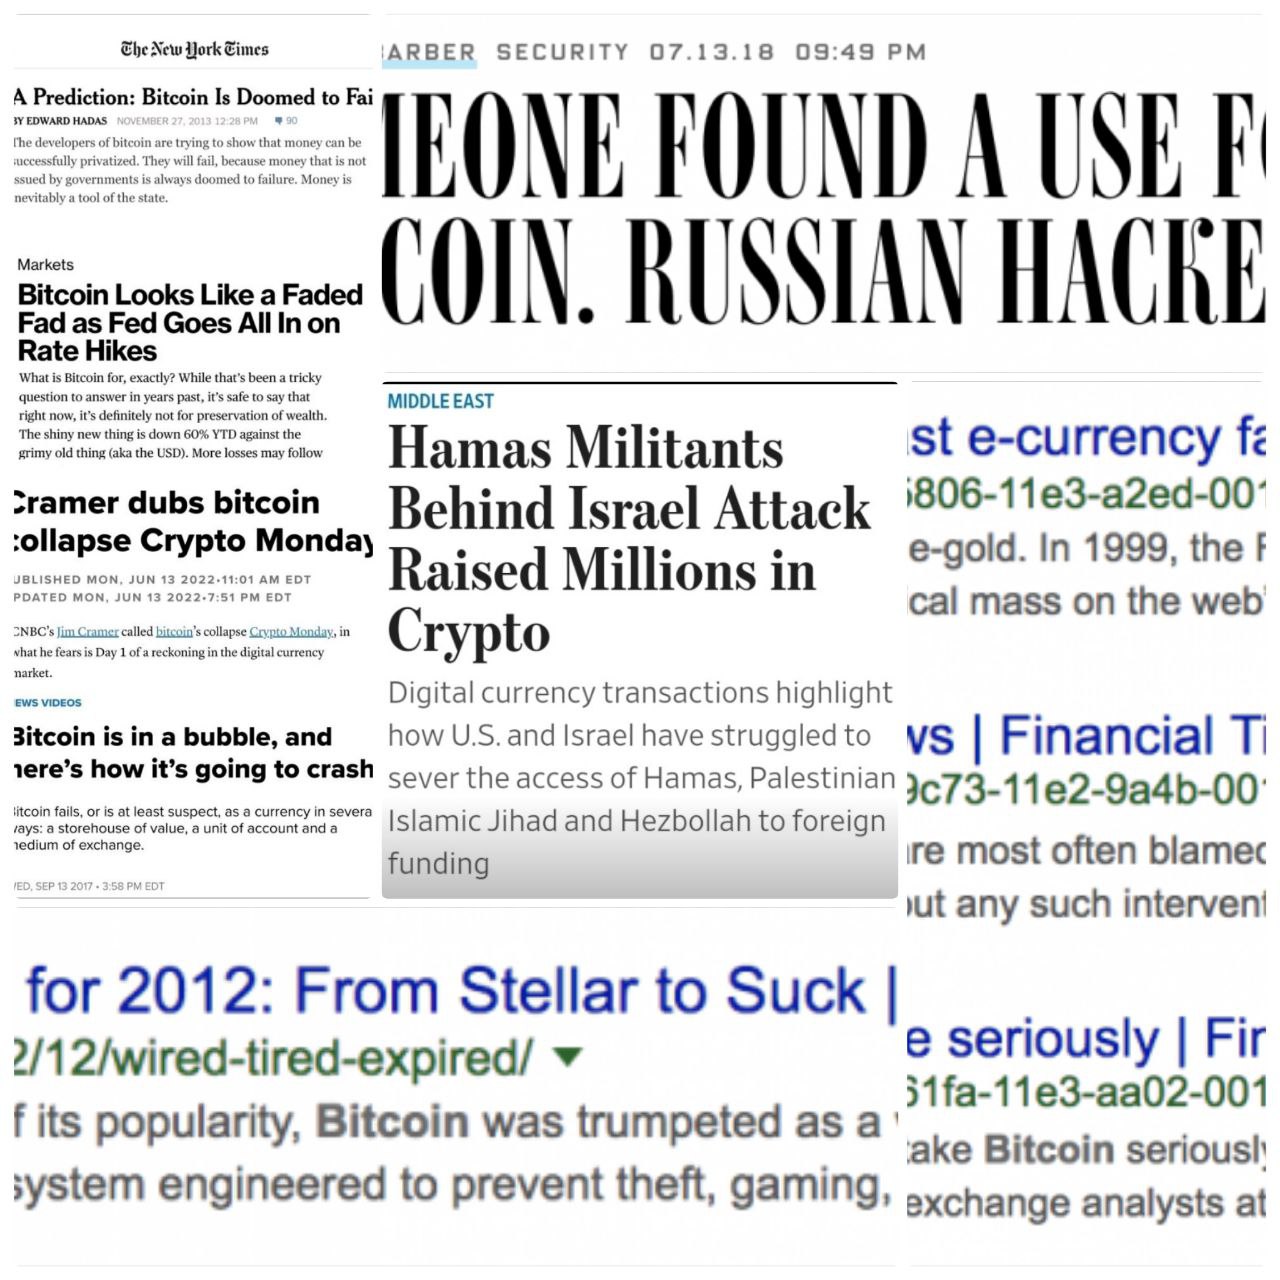 The New York Times
A Prediction: Bitcoin Is Doomed to Fai
BY EDWARD HADAS NOVEMBER 27, 2013 12:28 PM 90
The developers of bitcoin are trying to show that money can be
successfully privatized. They will fail, because money that is not
issued by governments is always doomed to failure. Money is
inevitably a tool of the state.
Markets
Bitcoin Looks Like a Faded
Fad as Fed Goes All In on
Rate Hikes
What is Bitcoin for, exactly? While that's been a tricky
question to answer in years past, it's safe to say that
right now, it's definitely not for preservation of wealth.
The shiny new thing is down 60% YTD against the
grimy old thing (aka the USD). More losses may follow
Cramer dubs bitcoin
collapse Crypto Monday
UBLISHED MON, JUN 13 2022•11:01 AM EDT
PDATED MON, JUN 13 2022•7:51 PM EDT
CNBC's Jim Cramer called bitcoin's collapse Crypto Monday, in
what he fears is Day 1 of a reckoning in the digital currency
market.
EWS VIDEOS
Bitcoin is in a bubble, and
here's how it's going to crash
Bitcoin fails, or is at least suspect, as a currency in severa
ways: a storehouse of value, a unit of account and a
medium of exchange.
ED, SEP 13 2017 • 3:58 PM EDT
ARBER SECURITY 07.13.18 09:49 PM
MEONE FOUND A USE FO
COIN. RUSSIAN HACKE
MIDDLE EAST
Hamas Militants
Behind Israel Attack
Raised Millions in
Crypto
Digital currency transactions highlight
how U.S. and Israel have struggled to
sever the access of Hamas, Palestinian
Islamic Jihad and Hezbollah to foreign
funding
st e-currency fa
5806-11e3-a2ed-001
e-gold. In 1999, the F
ical mass on the web'
ws | Financial Ti
9c73-11e2-9a4b-001
are most often blamed
out any such intervent
e seriously | Fin
61fa-11e3-aa02-001
take Bitcoin seriously
exchange analysts at
for 2012: From Stellar to Suck |
2/12/wired-tired-expired/
f its popularity, Bitcoin was trumpeted as a
system engineered to prevent theft, gaming,